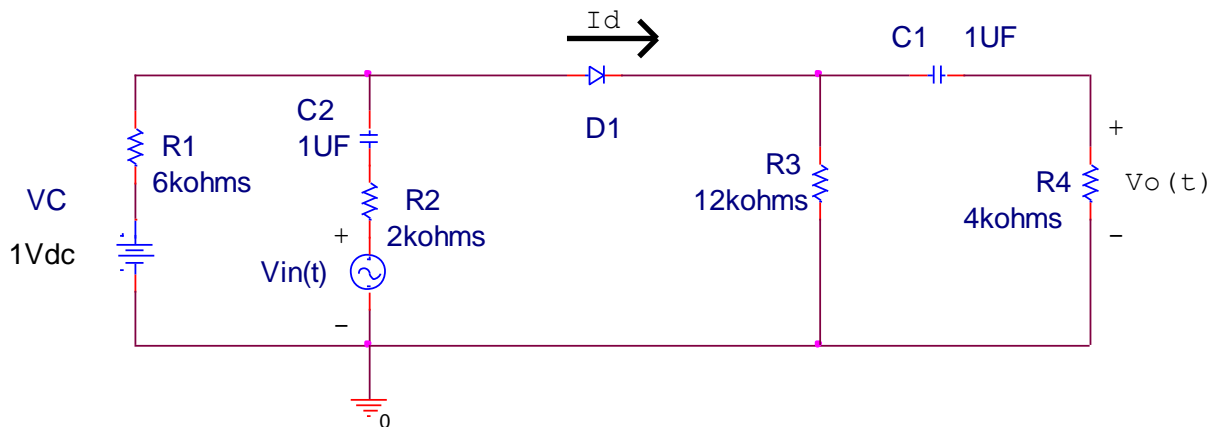 Id
C1 1UF
C2
1UF
D1
R1
6kohms
R3
12kohms
+
R4
4kohms
Vo(t)
-
VC
1Vdc
R2
2kohms
+
Vin(t)
-
0